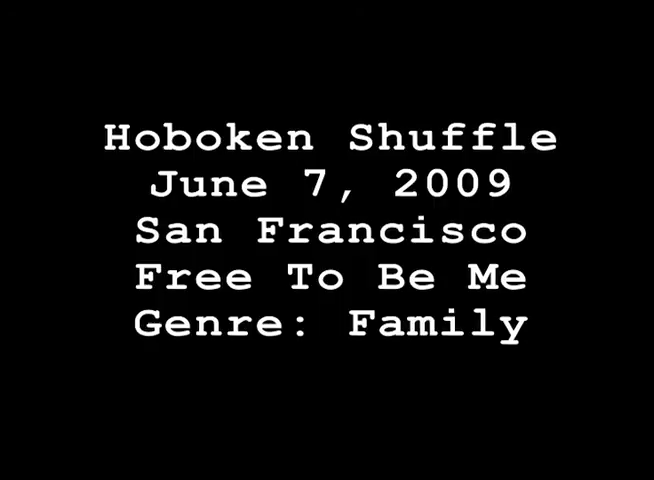 Hoboken Shuffle
June 7, 2009
San Francisco
Free To Be Me
Genre: Family